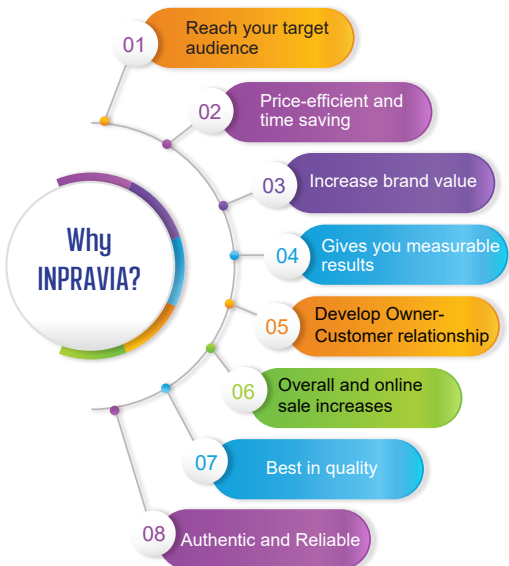 01
Reach your target
audience
02
Price-efficient and
time saving
Why
INPRAVIA?
03
Increase brand value
04
Gives you measurable
results
05
Develop Owner-
Customer relationship
06
Overall and online
sale increases
07
Best in quality
08
Authentic and Reliable